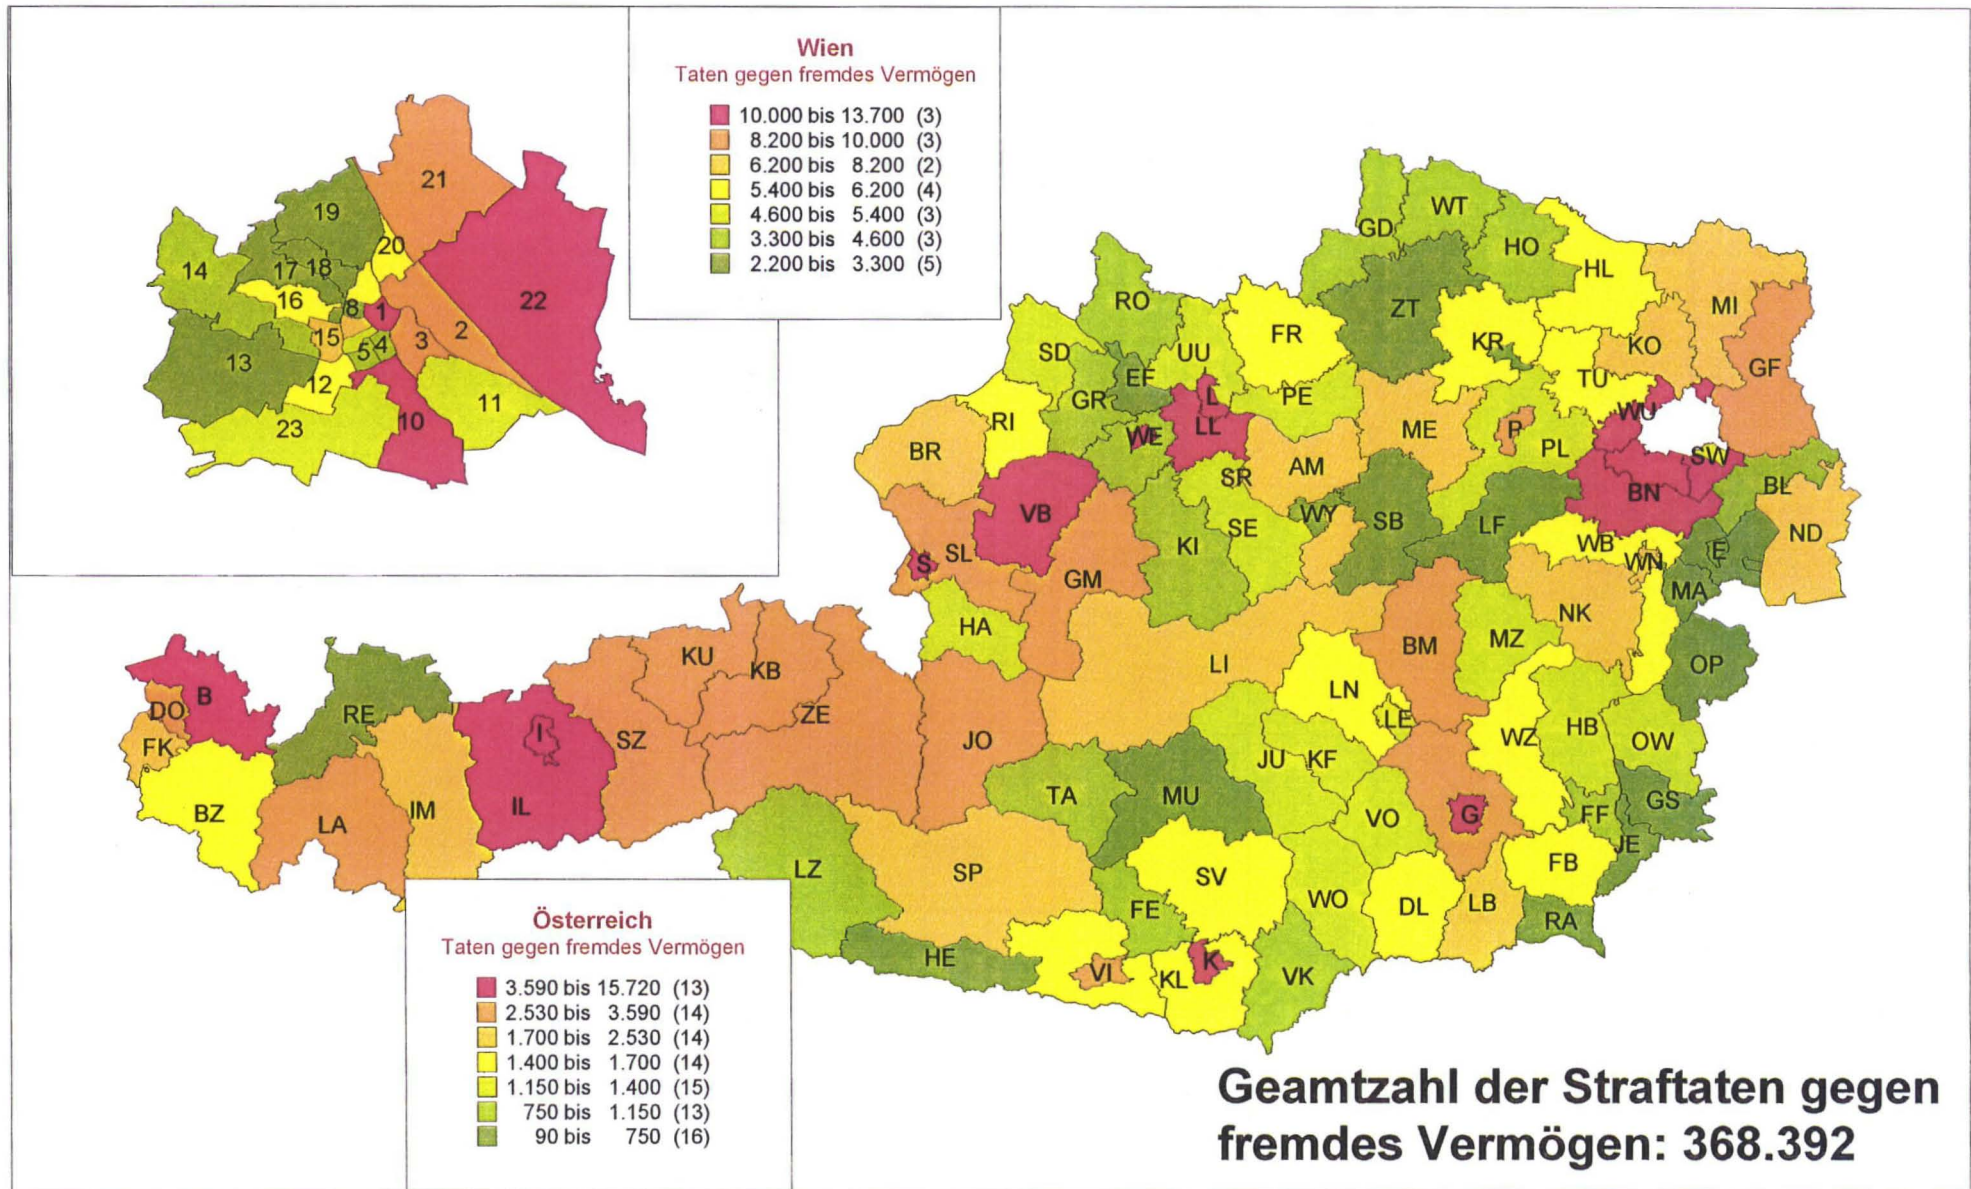 Wien
Taten gegen fremdes Vermögen
10.000 bis 13.700 (3)
8.200 bis 10.000 (3)
6.200 bis 8.200 (2)
5.400 bis 6.200 (4)
4.600 bis 5.400 (3)
3.300 bis 4.600 (3)
2.200 bis 3.300 (5)
21
19
20
14
17
18
22
16
8
1
15
2
3
4
5
13
12
11
10
23
WT
GD
HO
HL
RO
ZT
MI
FR
KR
KO
SD
UU
GF
EF
TU
GR
L
PE
WU
RI
LL
WE
ME
P
PL
BR
SW
AM
SR
BN
BL
VB
WY
SB
LF
SE
ND
WB
KI
SL
E
S
WN
GM
MA
NK
HA
MZ
BM
KU
LI
OP
KB
B
LN
DO
RE
ZE
LE
HB
I
SZ
JO
WZ
OW
FK
JU
KF
TA
MU
GS
IL
BZ
IM
LA
VO
G
FF
JE
LZ
SP
SV
FB
WO
DL
LB
FE
RA
HE
K
VI
KL
VK
Österreich
Taten gegen fremdes Vermögen
3.590 bis 15.720 (13)
2.530 bis 3.590 (14)
1.700 bis 2.530 (14)
1.400 bis 1.700 (14)
1.150 bis 1.400 (15)
750 bis 1.150 (13)
90 bis 750 (16)
Geamtzahl der Straftaten gegen
fremdes Vermögen: 368.392